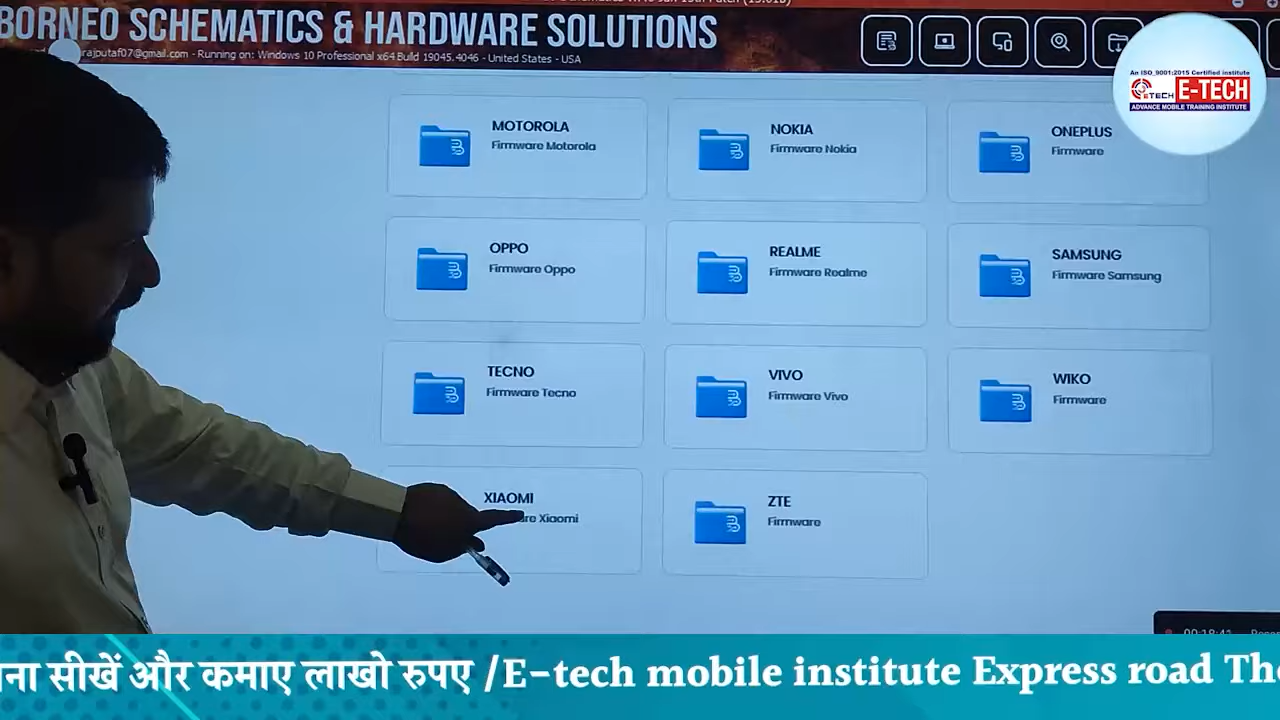 BORNEO SCHEMATICS & HARDWARE SOLUTIONS
rajputaf07@gmail.com - Running on: Windows 10 Professional x64 Build 19045.4046 - United States - USA
An ISO_9001:2015 Certified institute
ETECH E-TECH
ADVANCE MOBILE TRAINING INSTITUTE
MOTOROLA
Firmware Motorola
NOKIA
Firmware Nokia
ONEPLUS
Firmware
OPPO
Firmware Oppo
REALME
Firmware Realme
SAMSUNG
Firmware Samsung
TECNO
Firmware Tecno
VIVO
Firmware Vivo
WIKO
Firmware
XIAOMI
Xiaomi
ZTE
Firmware
सीखें और कमाए लाखो रुपए /E-tech mobile institute Express road